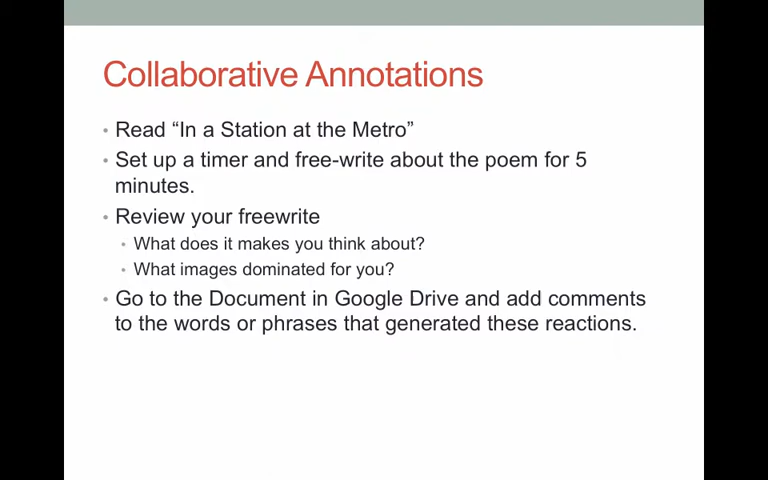 Collaborative Annotations
• Read “In a Station at the Metro”
• Set up a timer and free-write about the poem for 5
minutes.
• Review your freewrite
• What does it makes you think about?
• What images dominated for you?
• Go to the Document in Google Drive and add comments
to the words or phrases that generated these reactions.